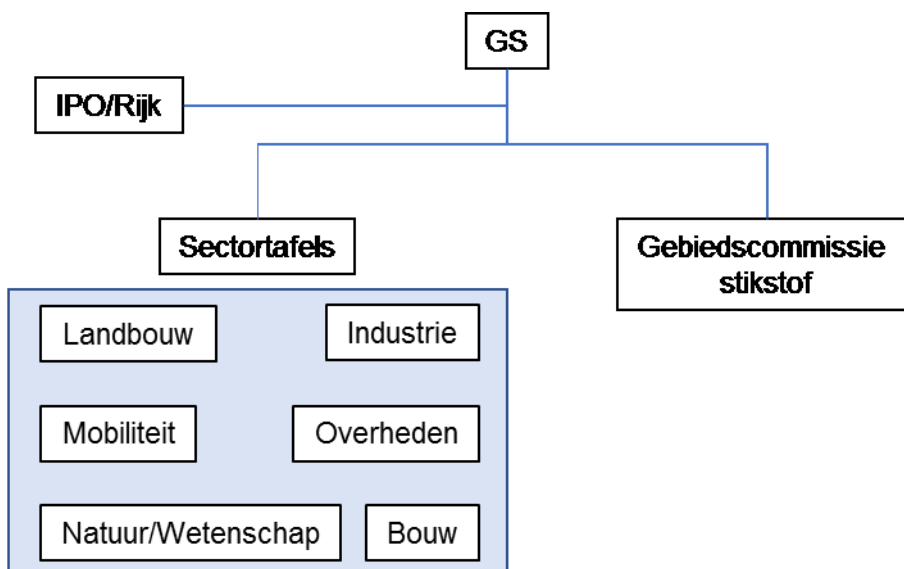 GS
IPO/Rijk
Sectortafels
Gebiedscommissie
stikstof
Landbouw
Industrie
Mobiliteit
Overheden
Natuur/Wetenschap
Bouw